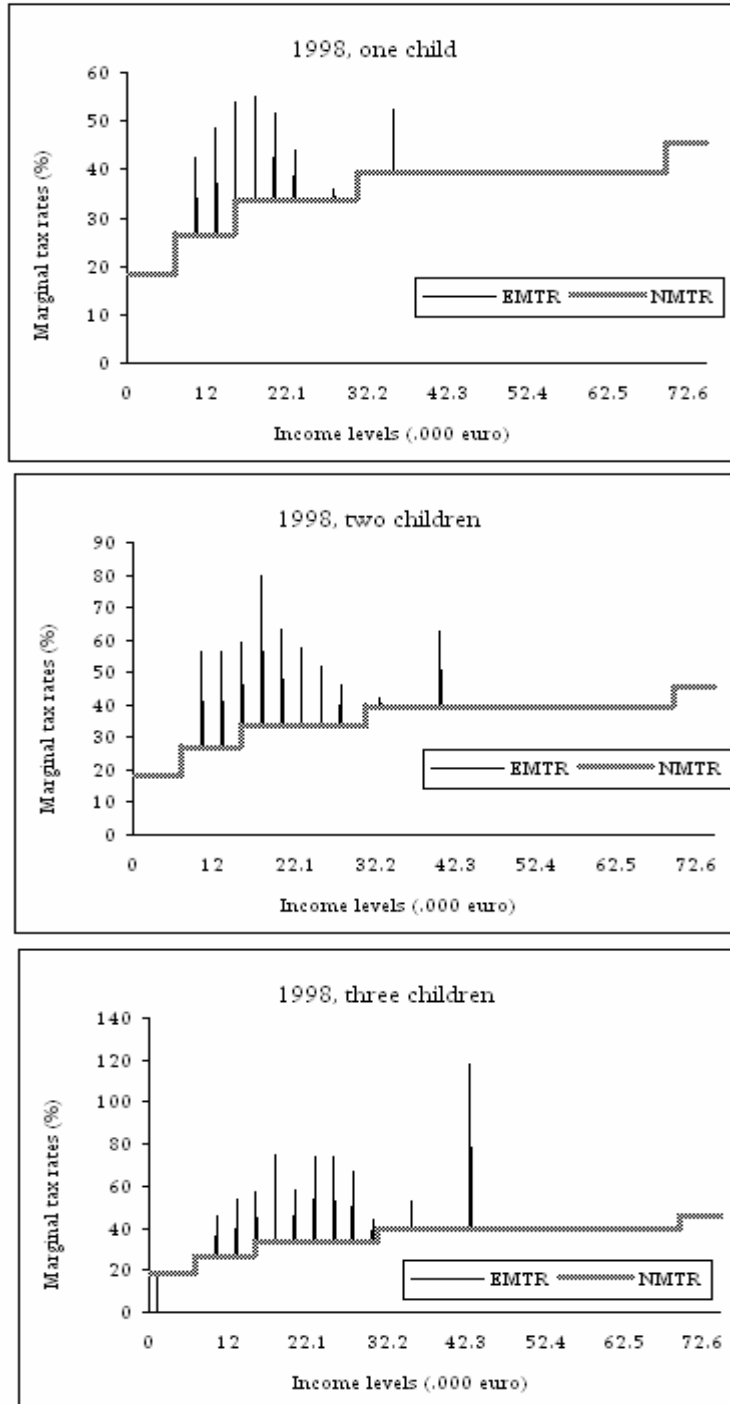 1998, one child
Marginal tax rates (%)
60
50
40
30
20
10
0
EMTR NMTR
0 12 22.1 32.2 42.3 52.4 62.5 72.6
Income levels (.000 euro)
1998, two children
Marginal tax rates (%)
90
80
70
60
50
40
30
20
10
0
EMTR NMTR
0 12 22.1 32.2 42.3 52.4 62.5 72.6
Income levels (.000 euro)
1998, three children
Marginal tax rates (%)
140
120
100
80
60
40
20
0
EMTR NMTR
0 12 22.1 32.2 42.3 52.4 62.5 72.6
Income levels (.000 euro)